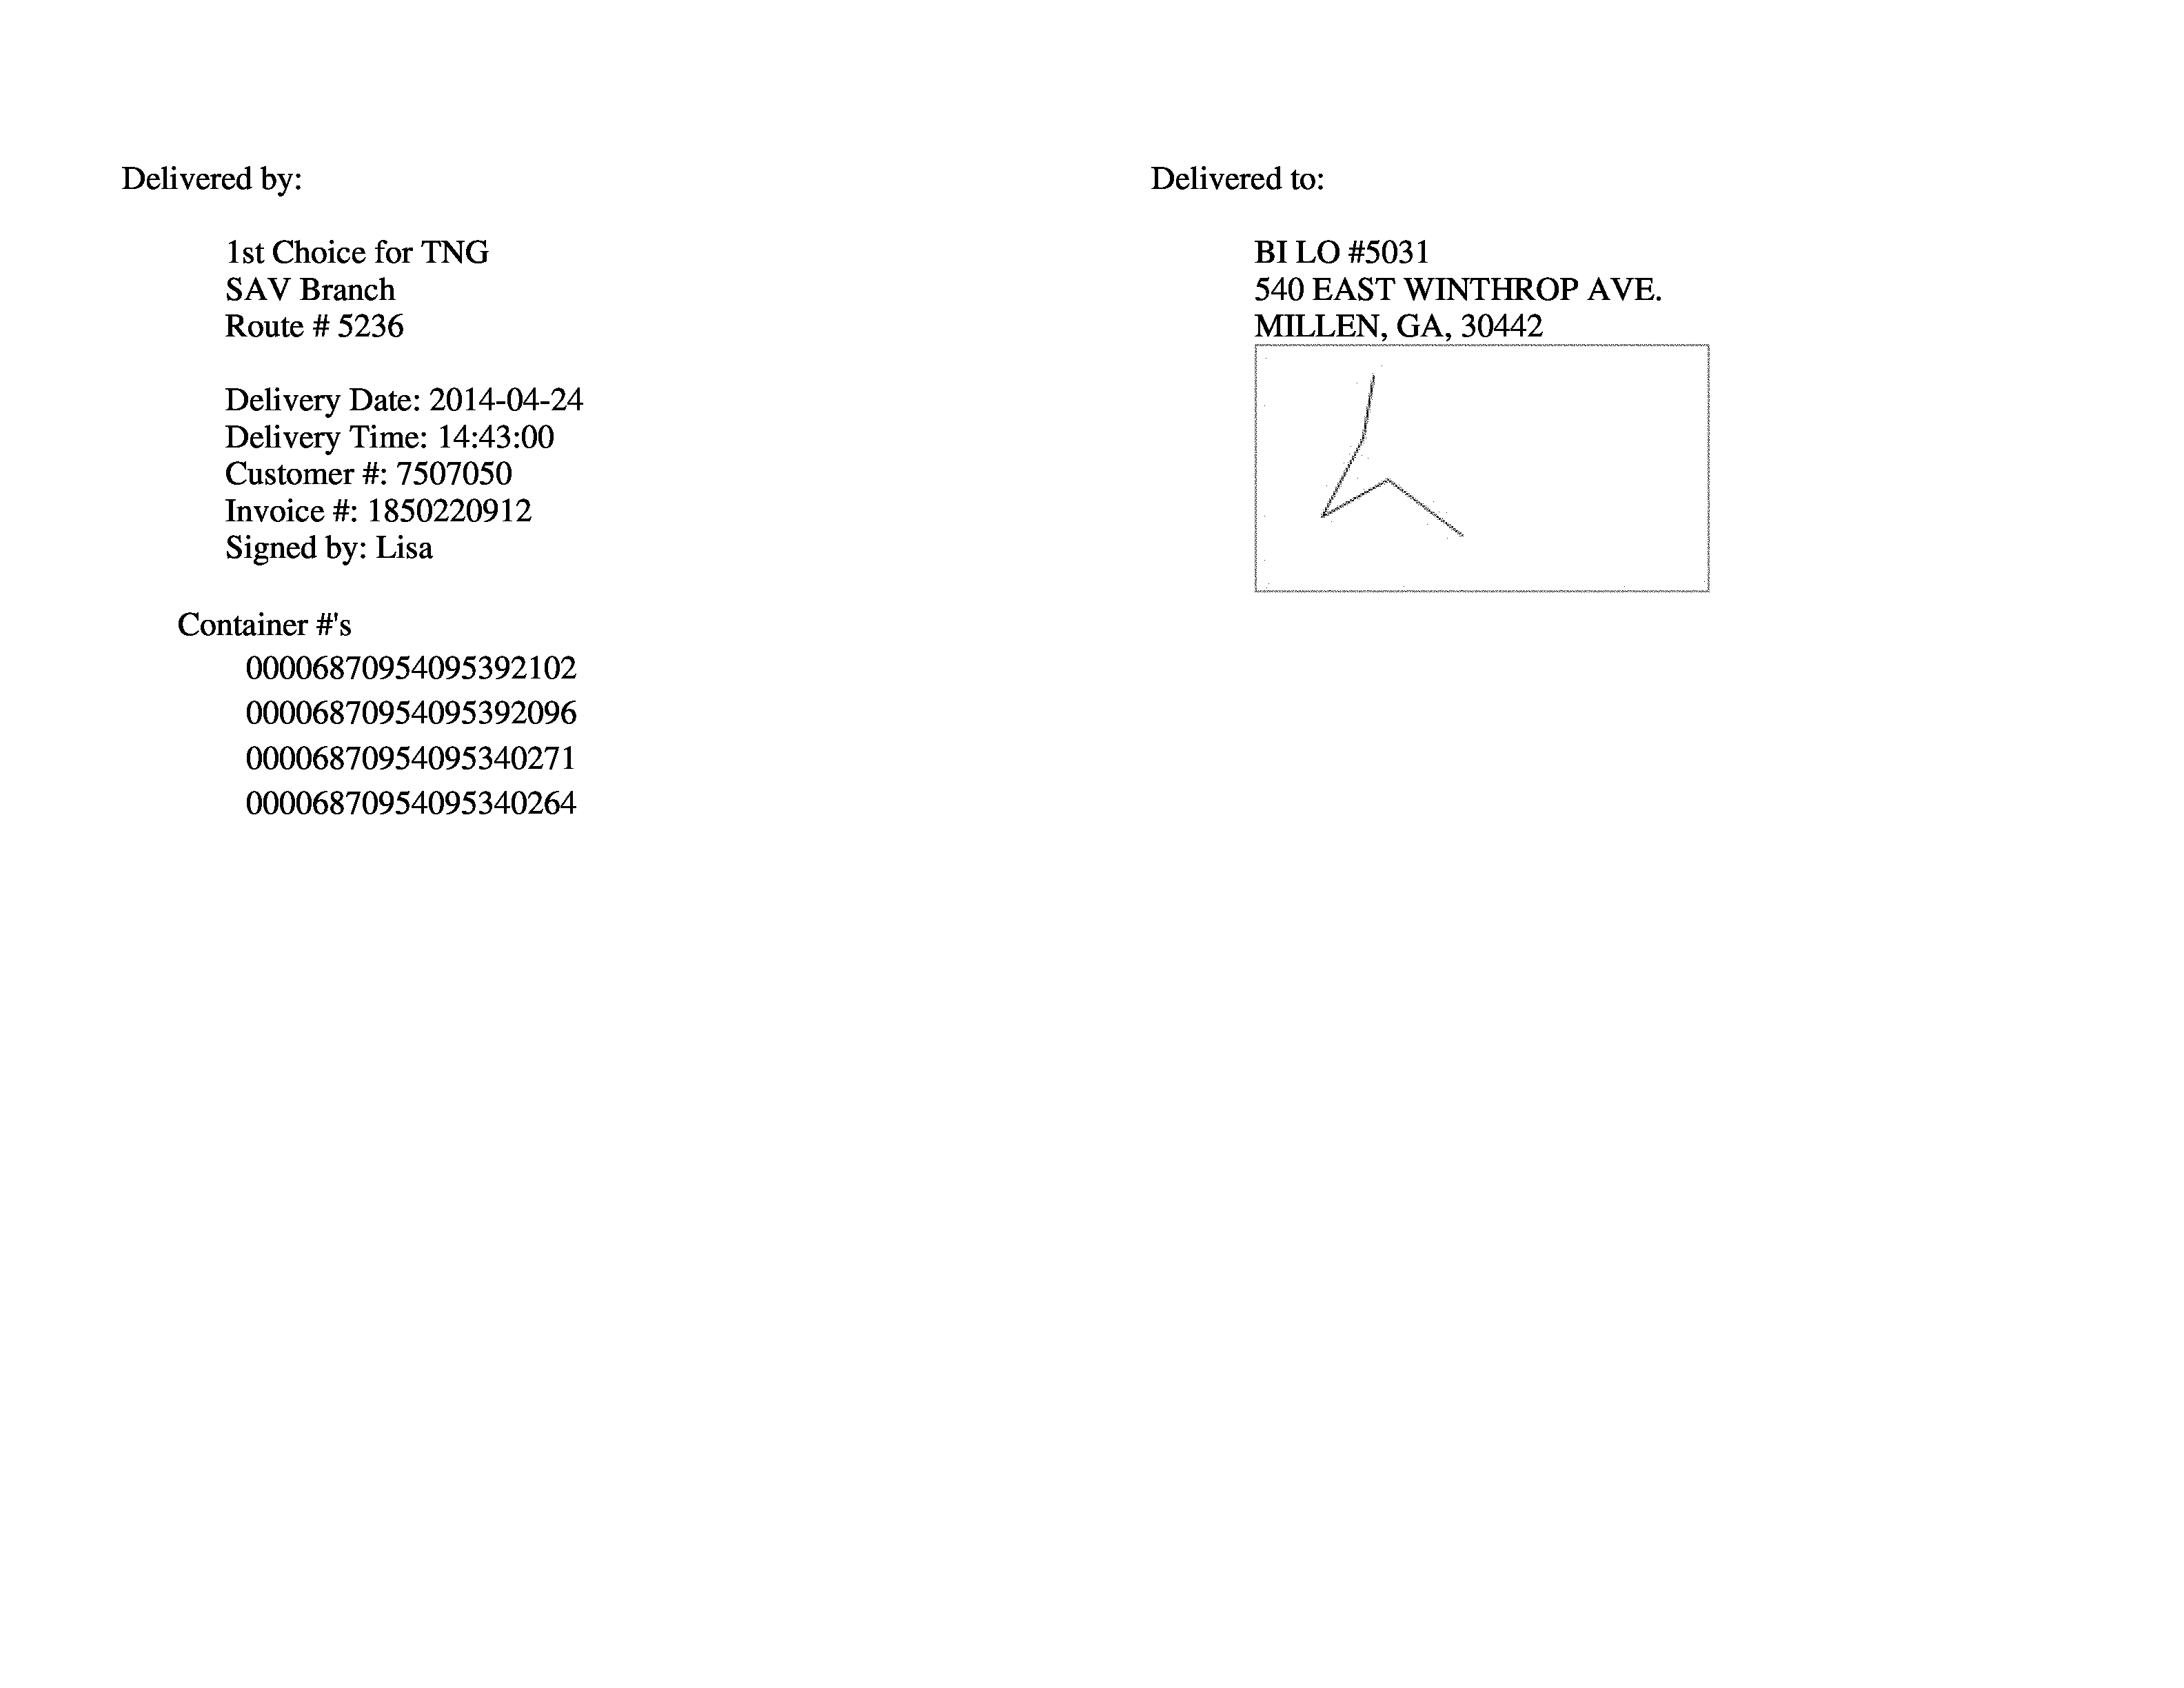 Delivered by:
1st Choice for TNG
SAV Branch
Route # 5236
Delivery Date: 2014-04-24
Delivery Time: 14:43:00
Customer #: 7507050
Invoice #: 1850220912
Signed by: Lisa
Container #'s
00006870954095392102
00006870954095392096
00006870954095340271
00006870954095340264
Delivered to:
BI LO #5031
540 EAST WINTHROP AVE.
MILLEN, GA, 30442